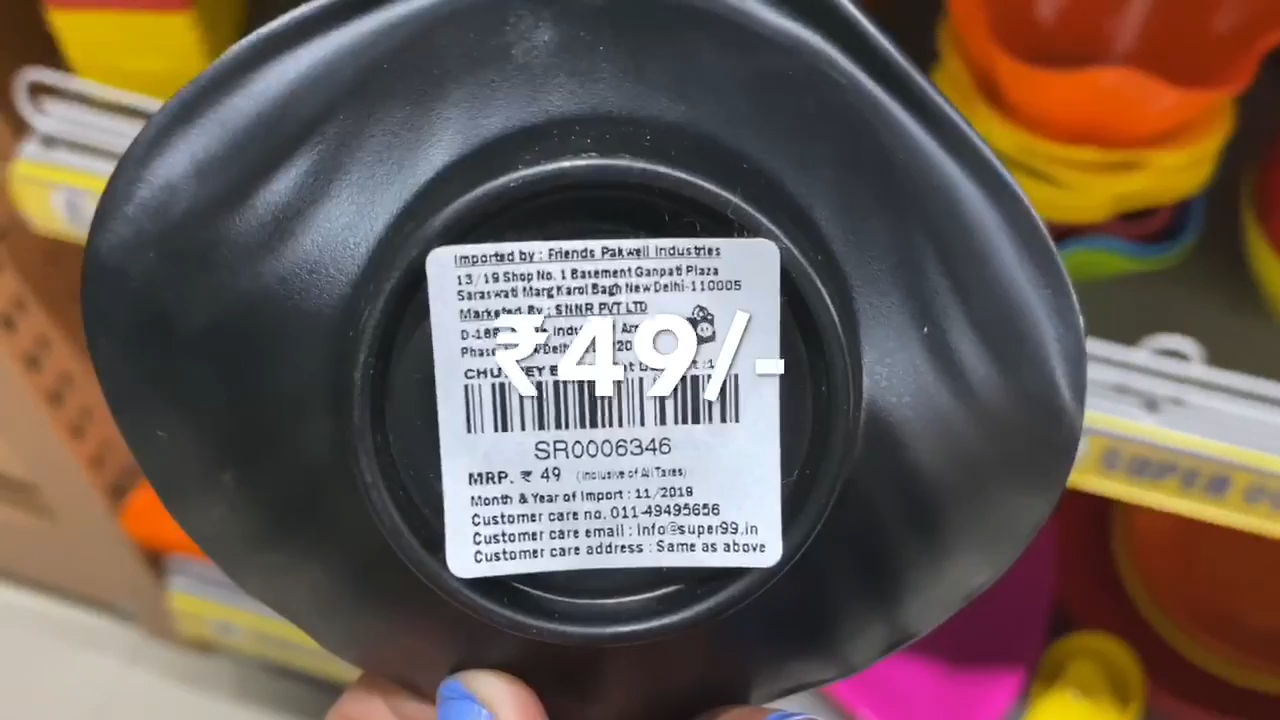 Imported by : Friends Pakwell Industries
13/19 Shop No. 1 Basement Ganpati Plaza
Saraswati Marg Karol Bagh New Delhi-110005
Marketed By : SNNR PVT LTD
₹49/-
SR0006346
MRP. ₹ 49 (Inclusive of All Taxes)
Month & Year of Import : 11/2019
Customer care no. 011-49495656
Customer care email : Info@super99.in
Customer care address : Same as above
SUPER